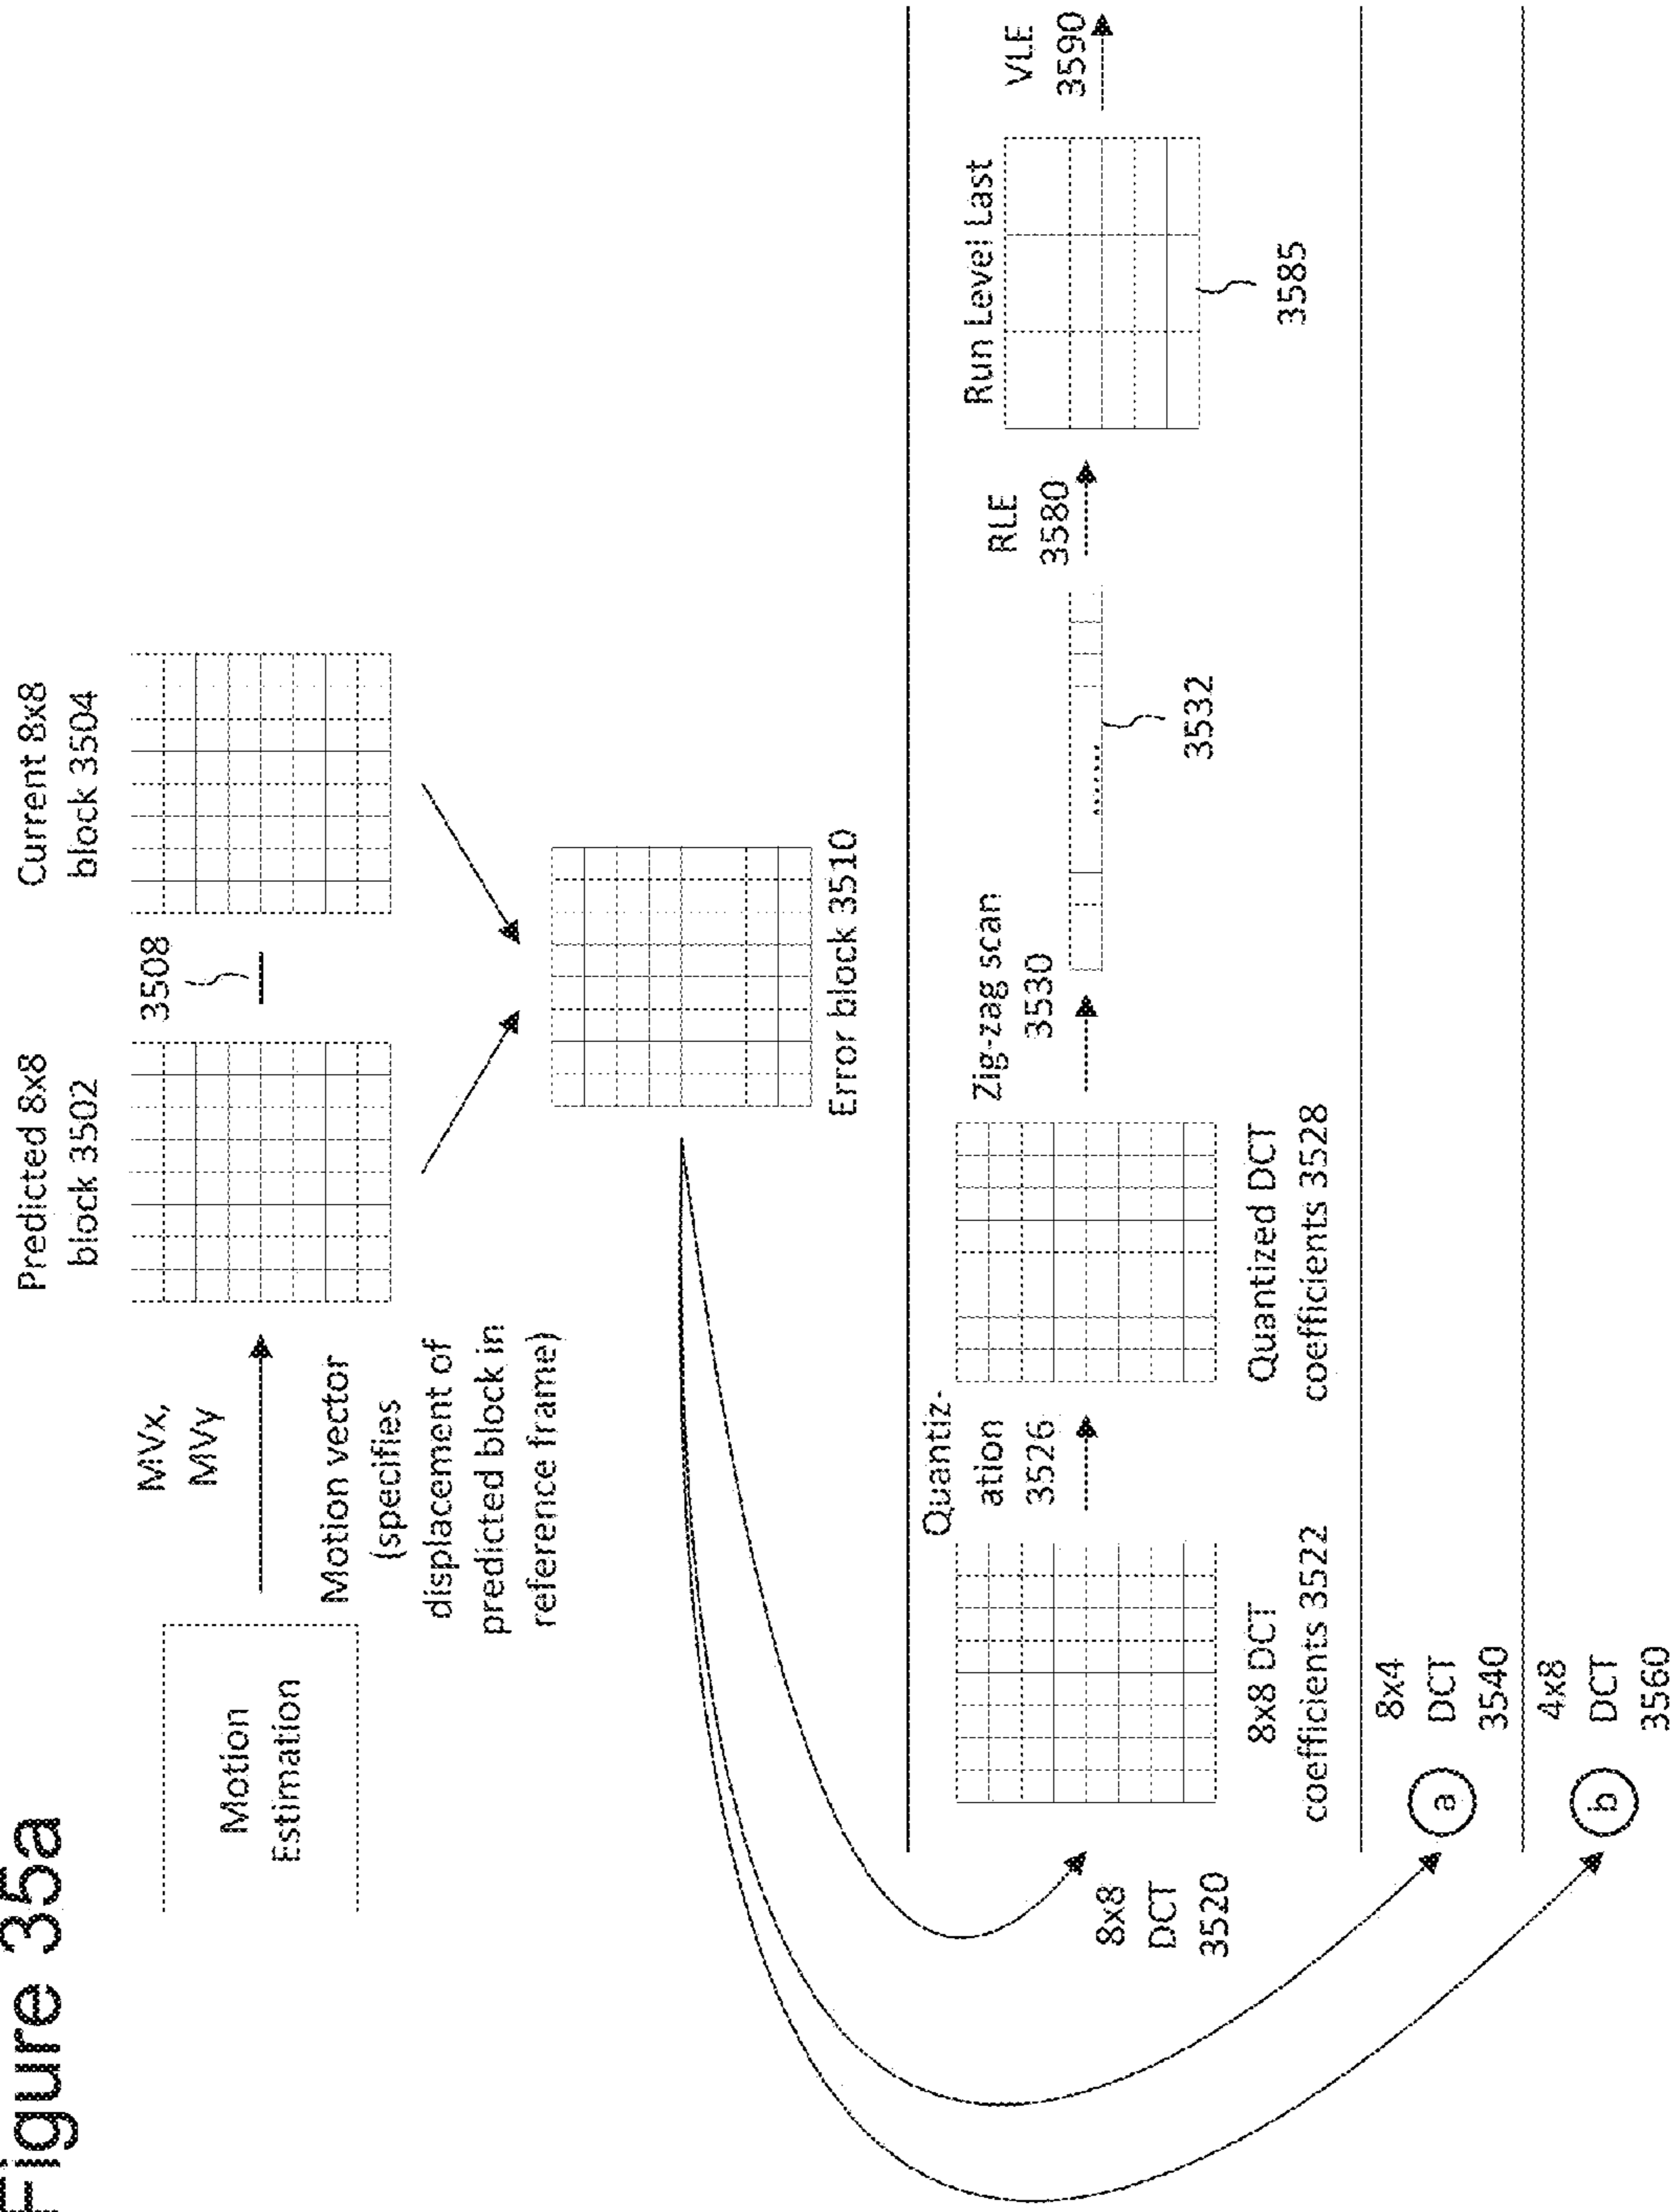 Figure 35a
Motion
Estimation
MVx,
MVy
Motion vector
(specifies
displacement of
predicted block in
reference frame)
Predicted 8x8
block 3502
3508
Current 8x8
block 3504
Error block 3510
8x8
DCT
3520
8x8 DCT
coefficients 3522
Quantiz-
ation
3526
Quantized DCT
coefficients 3528
Zig-zag scan
3530
3532
RLE
3580
Run Level Last
3585
VLE
3590
a
8x4
DCT
3540
b
4x8
DCT
3560